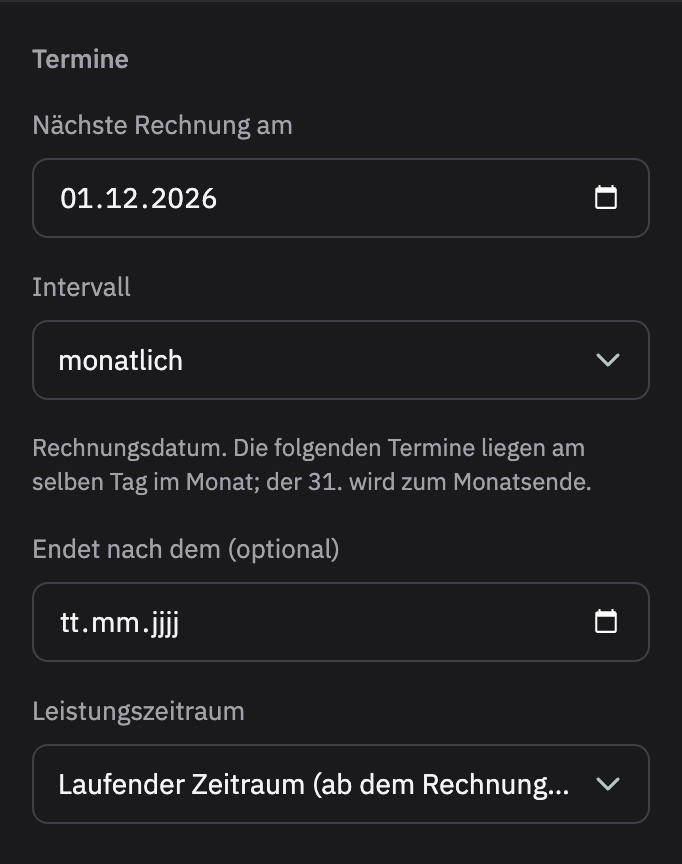 Termine
Nächste Rechnung am
01.12.2026
Intervall
monatlich
Rechnungsdatum. Die folgenden Termine liegen am
selben Tag im Monat; der 31. wird zum Monatsende.
Endet nach dem (optional)
tt.mm.jjjj
Leistungszeitraum
Laufender Zeitraum (ab dem Rechnung...